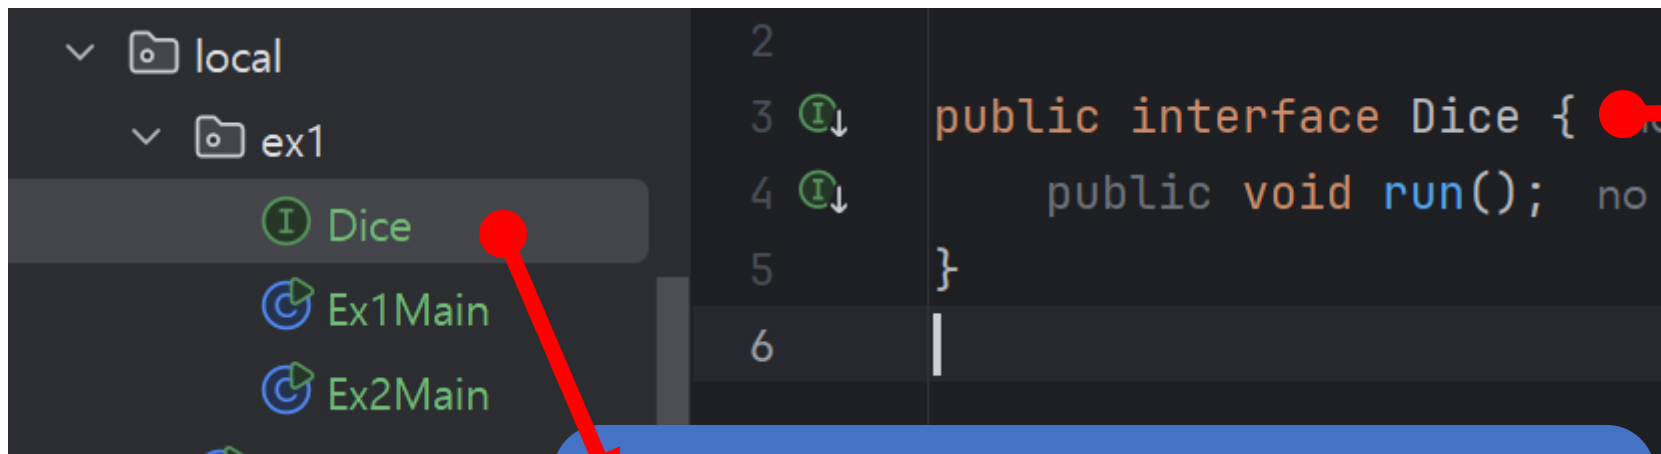 local
ex1
Dice
Ex1Main
Ex2Main
2
3 public interface Dice {
4 public void run(); no
5 }
6